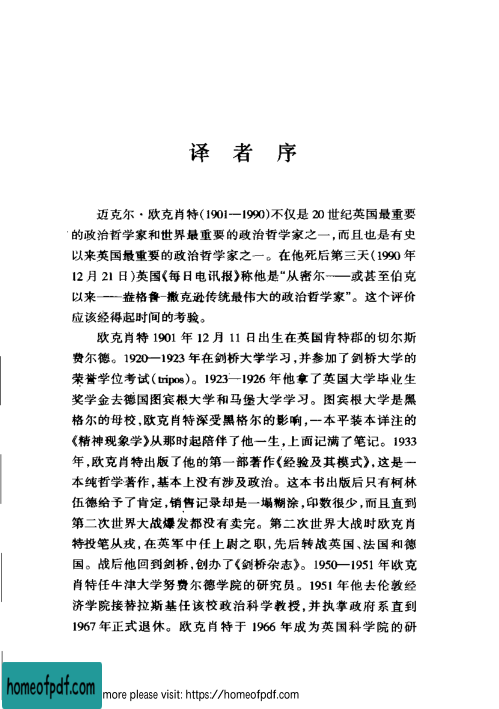 译者序
迈克尔·欧克肖特(1901—1990)不仅是20世纪英国最重要
的政治哲学家和世界最重要的政治哲学家之一,而且也是有史
以来英国最重要的政治哲学家之一。在他死后第三天(1990年
12月21日)英国《每日电讯报》称他是“从密尔——或甚至伯克
以来——盎格鲁-撒克逊传统最伟大的政治哲学家”。这个评价
应该经得起时间的考验。
欧克肖特1901年12月11日出生在英国肯特郡的切尔斯
费尔德。1920—1923年在剑桥大学学习,并参加了剑桥大学的
荣誉学位考试(tripos)。1923—1926年他拿了英国大学毕业生
奖学金去德国图宾根大学和马堡大学学习。图宾根大学是黑
格尔的母校,欧克肖特深受黑格尔的影响,一本平装本详注的
《精神现象学》从那时起陪伴了他一生,上面记满了笔记。1933
年,欧克肖特出版了他的第一部著作《经验及其模式》,这是一
本纯哲学著作,基本上没有涉及政治。这本书出版后只有柯林
伍德给予了肯定,销售记录却是一塌糊涂,印数很少,而且直到
第二次世界大战爆发都没有卖完。第二次世界大战时欧克肖
特投笔从戎,在英军中任上尉之职,先后转战英国、法国和德
国。战后他回到剑桥,创办了《剑桥杂志》。1950—1951年欧克
肖特任牛津大学努费尔德学院的研究员。1951年他去伦敦经
济学院接替拉斯基任该校政治科学教授,并执掌政府系直到
1967年正式退休。欧克肖特于1966年成为英国科学院的研
homeofpdf.com
more please visit: https://homeofpdf.com